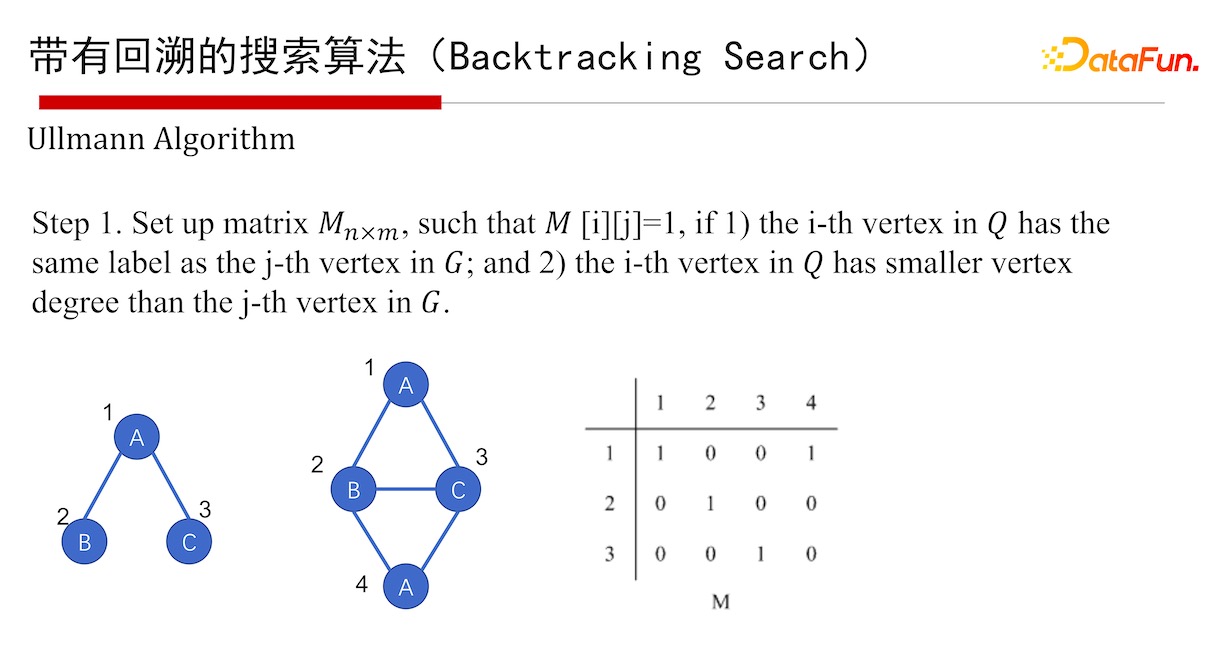 带有回溯的搜索算法（Backtracking Search）
DataFun.
Ullmann Algorithm
Step 1. Set up matrix Mₙₓₘ, such that M [i][j]=1, if 1) the i-th vertex in Q has the
same label as the j-th vertex in G; and 2) the i-th vertex in Q has smaller vertex
degree than the j-th vertex in G.
1
A
2
B
3
C
1
A
2
B
3
C
4
A
1 2 3 4
1 1 0 0 1
2 0 1 0 0
3 0 0 1 0
M